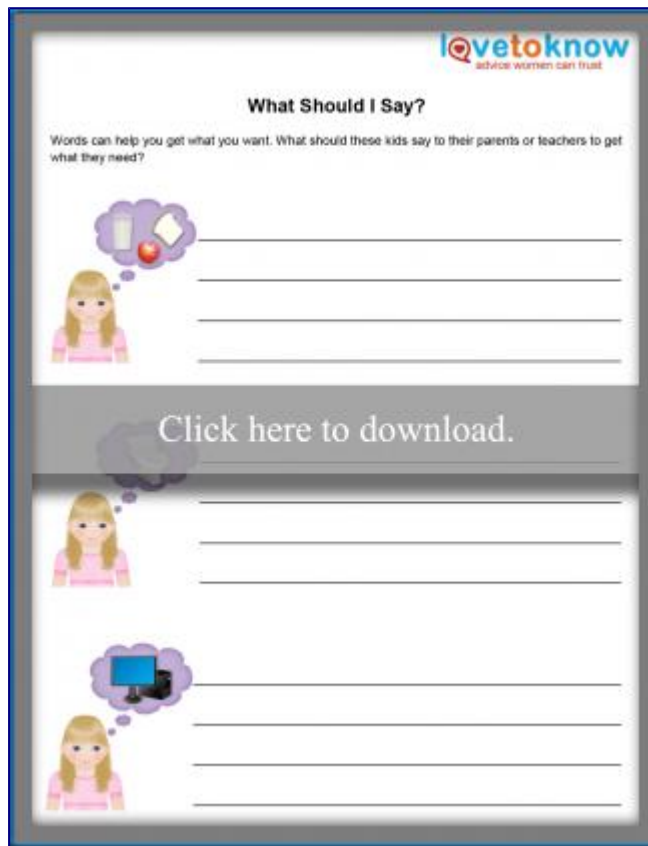 lovetoknow
advice women can trust
What Should I Say?
Words can help you get what you want. What should these kids say to their parents or teachers to get
what they need?
Click here to download.